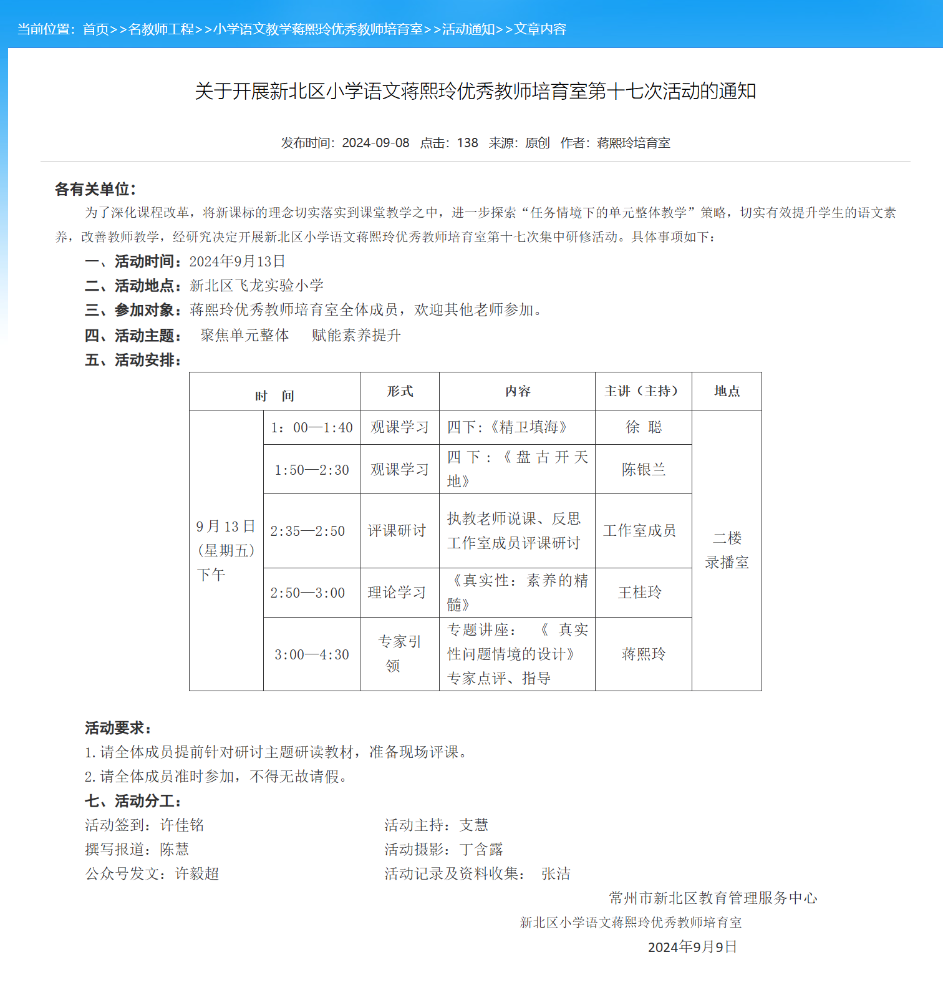 当前位置：首页>>名教师工程>>小学语文教学蒋熙玲优秀教师培育室>>活动通知>>文章内容
关于开展新北区小学语文蒋熙玲优秀教师培育室第十七次活动的通知
发布时间：2024-09-08 点击：138 来源：原创 作者：蒋熙玲培育室
各有关单位：
为了深化课程改革，将新课标的理念切实落实到课堂教学之中，进一步探索“任务情境下的单元整体教学”策略，切实有效提升学生的语文素
养，改善教师教学，经研究决定开展新北区小学语文蒋熙玲优秀教师培育室第十七次集中研修活动。具体事项如下：
一、活动时间：2024年9月13日
二、活动地点：新北区飞龙实验小学
三、参加对象：蒋熙玲优秀教师培育室全体成员，欢迎其他老师参加。
四、活动主题： 聚焦单元整体 赋能素养提升
五、活动安排：
时 间 形式 内容 主讲（主持） 地点
9月13日
(星期五)
下午
1：00—1:40 观课学习 四下:《精卫填海》 徐 聪
1:50—2:30 观课学习 四下:《盘古开天
地》 陈银兰
2:35—2:50 评课研讨 执教老师说课、反思
工作室成员评课研讨 工作室成员
2:50—3:00 理论学习 《真实性：素养的精
髓》 王桂玲
3:00—4:30 专家引
领 专题讲座： 《 真实
性问题情境的设计》
专家点评、指导 蒋熙玲
二楼
录播室
活动要求：
1.请全体成员提前针对研讨主题研读教材，准备现场评课。
2.请全体成员准时参加，不得无故请假。
七、活动分工：
活动签到：许佳铭 活动主持：支慧
撰写报道：陈慧 活动摄影：丁含露
公众号发文：许毅超 活动记录及资料收集： 张洁
常州市新北区教育管理服务中心
新北区小学语文蒋熙玲优秀教师培育室
2024年9月9日